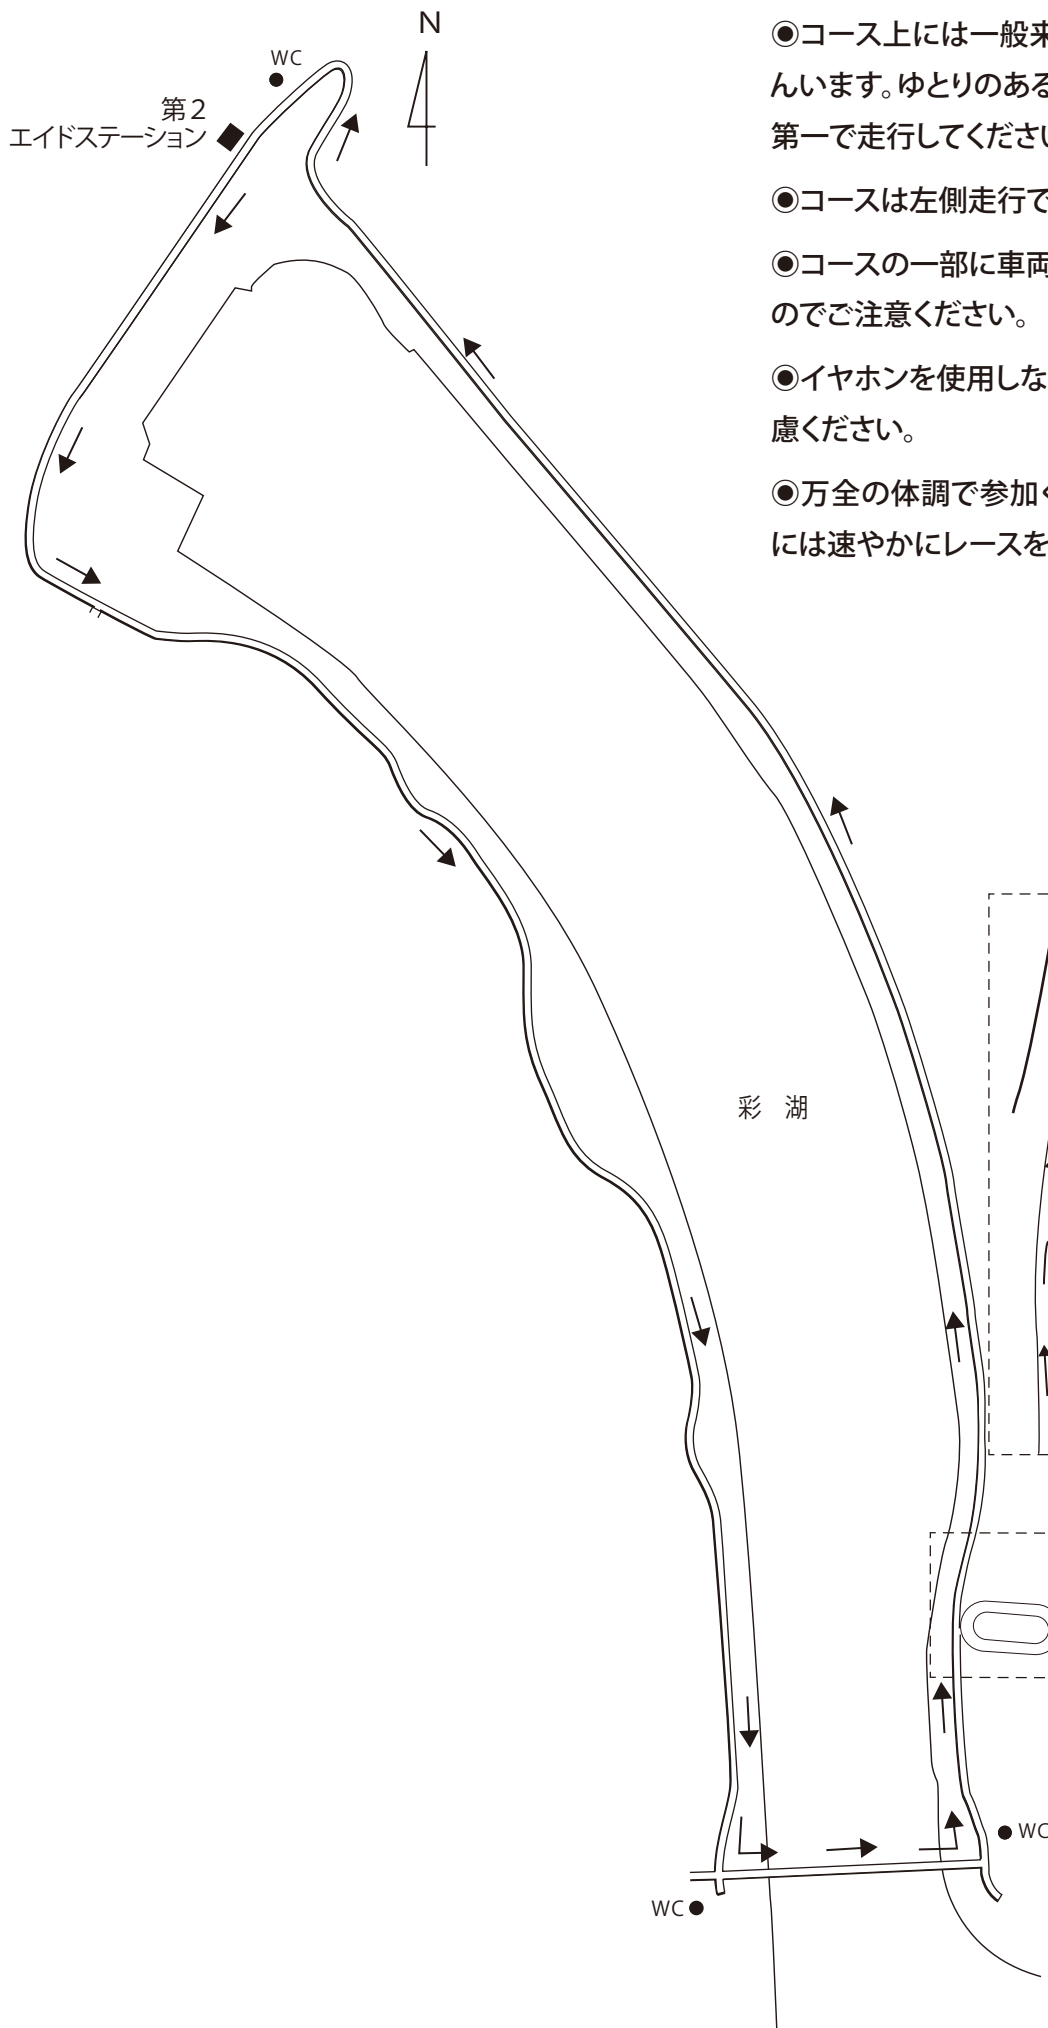 N
WC
第2
エイドステーション
◉コース上には一般来
んいます。ゆとりのある
第一で走行してください
◉コースは左側走行で
◉コースの一部に車両
のでご注意ください。
◉イヤホンを使用しな
慮ください。
◉万全の体調で参加く
には速やかにレースを
彩 湖
WC
WC